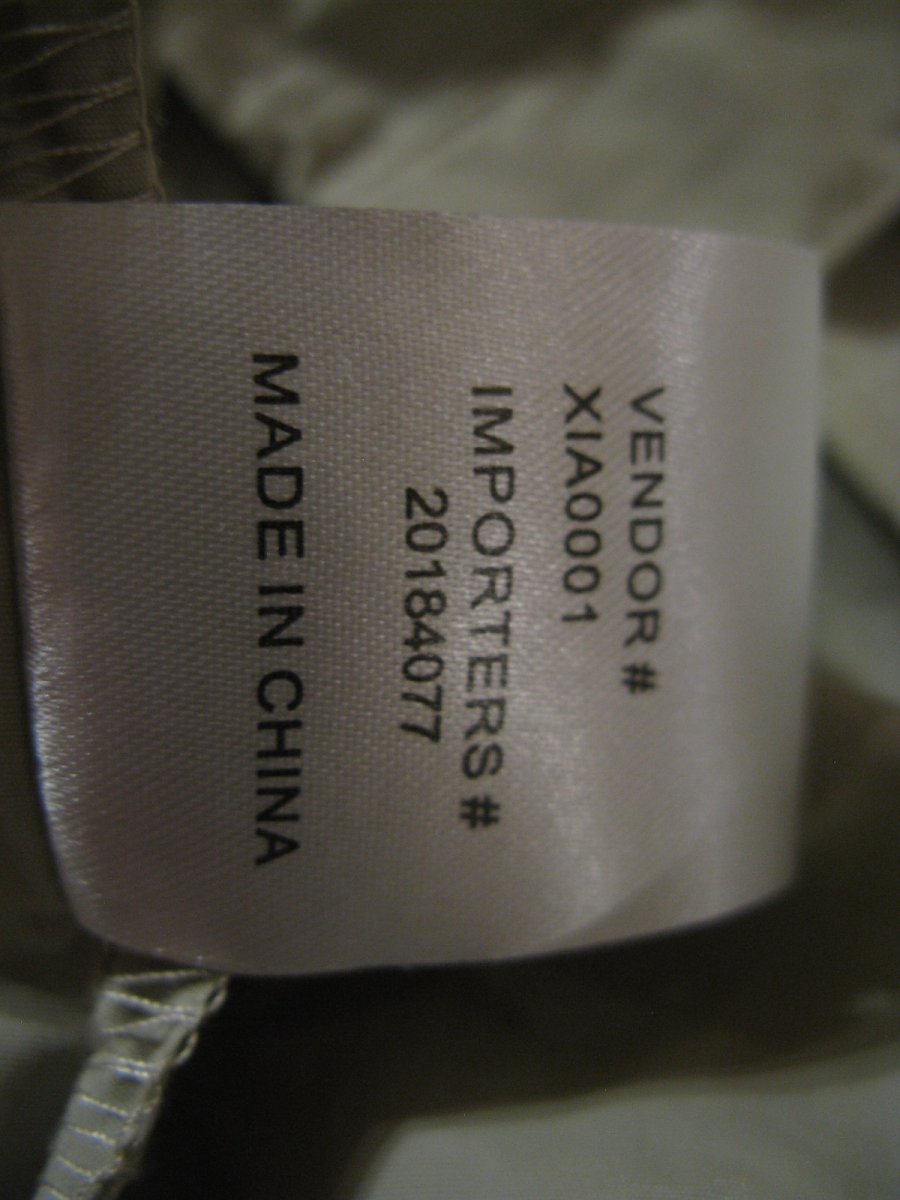 VENDOR #
XIA0001
IMPORTERS #
20184077
MADE IN CHINA